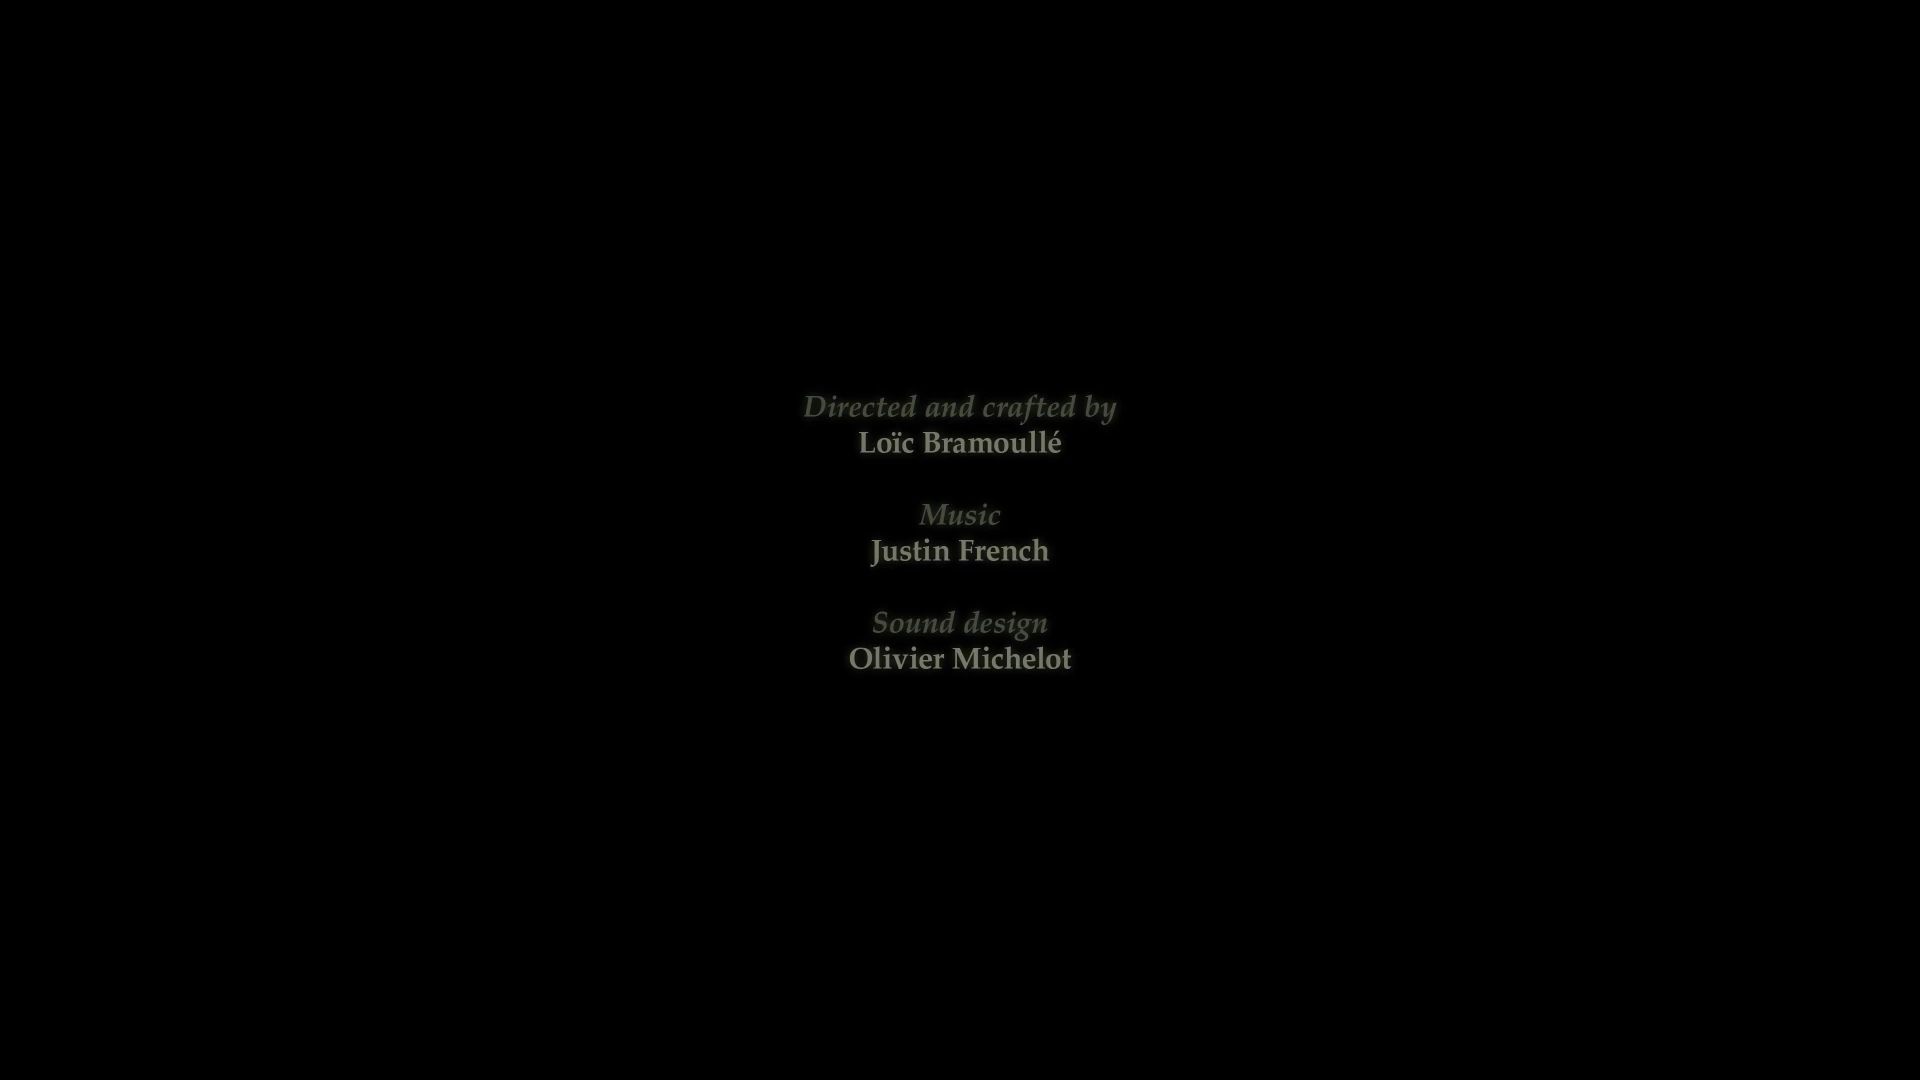 Directed and crafted by
Loïc Bramoullé
Music
Justin French
Sound design
Olivier Michelot